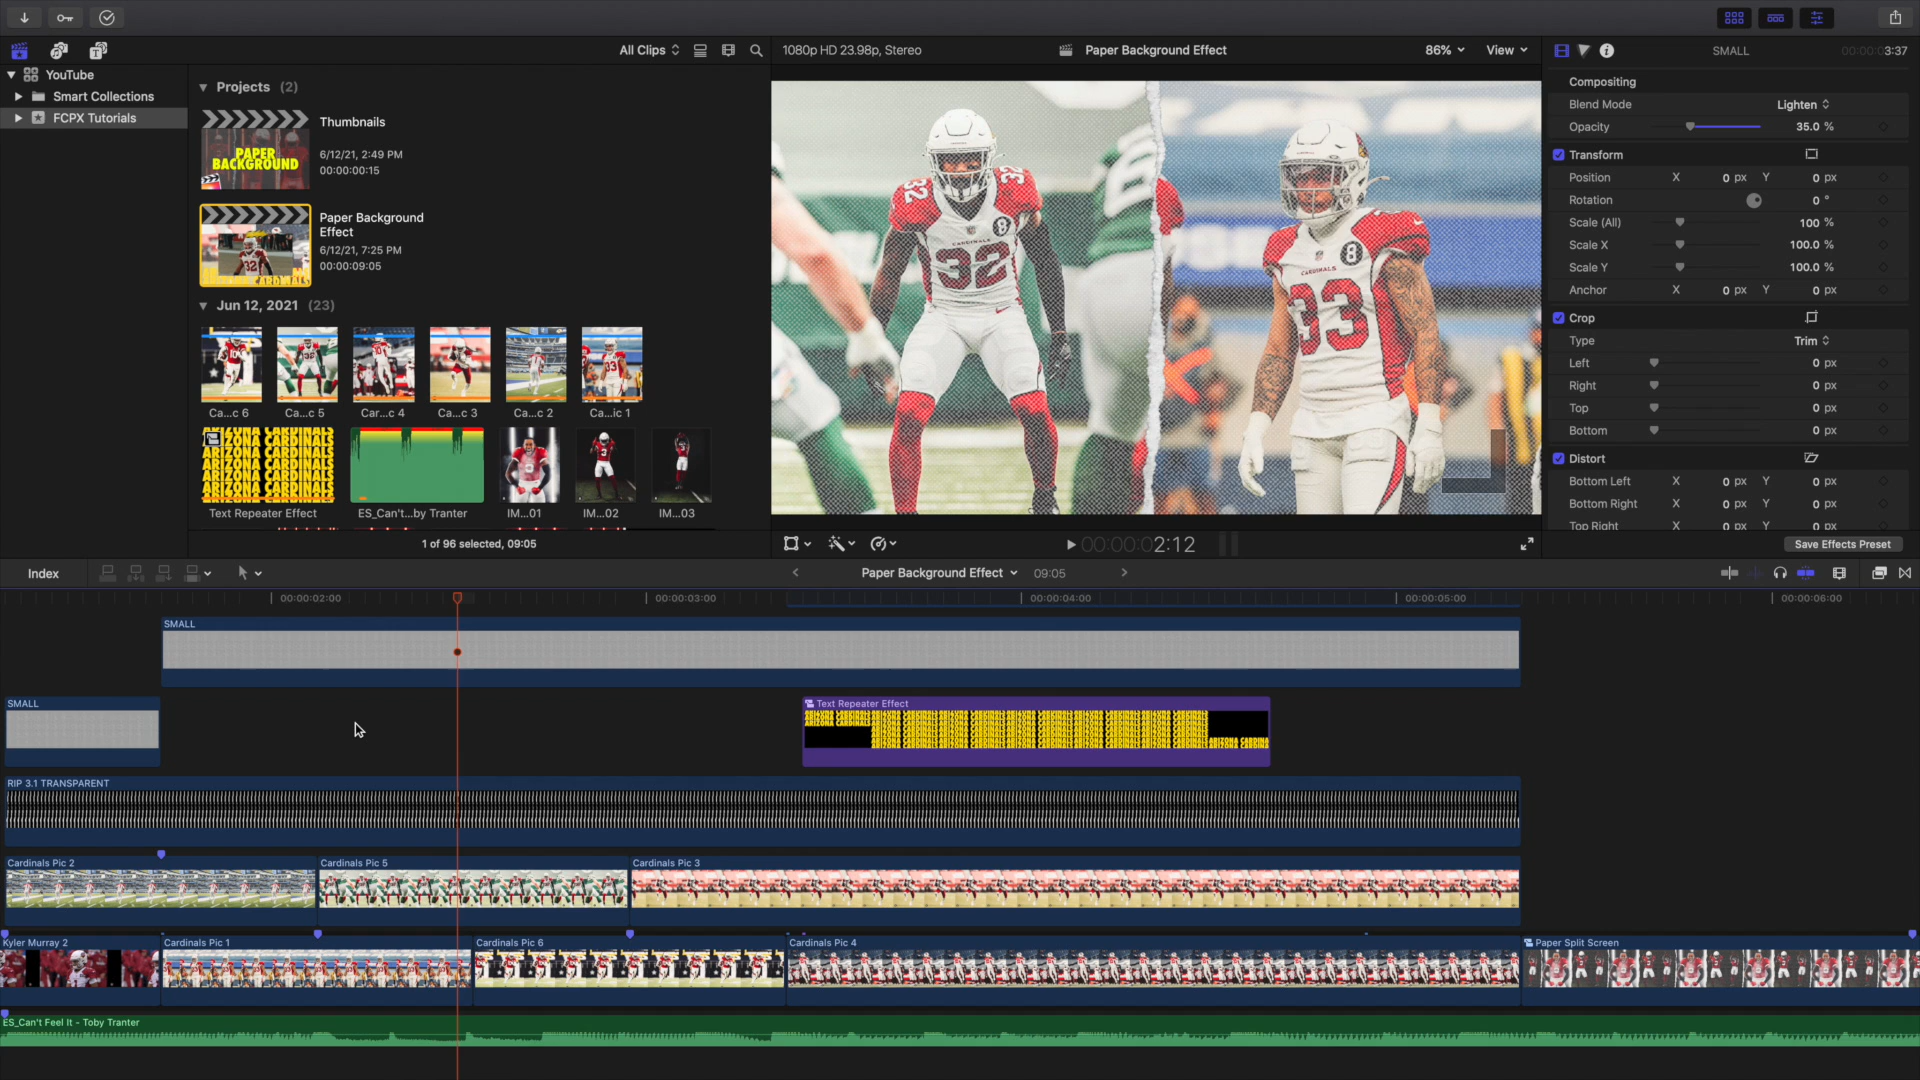 All Clips
1080p HD 23.98p, Stereo
Paper Background Effect
86%
View
SMALL
00:00:00:03:37
YouTube
Smart Collections
FCPX Tutorials
Projects (2)
PAPER
BACKGROUND
Thumbnails
6/12/21, 2:49 PM
00:00:00:15
Paper Background
Effect
6/12/21, 7:25 PM
00:00:09:05
Jun 12, 2021 (23)
Ca...c 6
Ca...c 5
Car...c 4
Ca...c 3
Ca...c 2
Ca...ic 1
ARIZONA CARDINALS
ARIZONA CARDINALS
ARIZONA CARDINALS
ARIZONA CARDINALS
Text Repeater Effect
ES_Can't...by Tranter
IM...01
IM...02
IM...03
1 of 96 selected, 09:05
32
32
8
CARDINALS
32
8
CARDINALS
33
00:00:02:12
Compositing
Blend Mode Lighten
Opacity 35.0 %
Transform
Position X 0 px Y 0 px
Rotation 0 °
Scale (All) 100 %
Scale X 100.0 %
Scale Y 100.0 %
Anchor X 0 px Y 0 px
Crop
Type Trim
Left 0 px
Right 0 px
Top 0 px
Bottom 0 px
Distort
Bottom Left X 0 px Y 0 px
Bottom Right X 0 px Y 0 px
Top Right X 0 px Y 0 px
Save Effects Preset
Index
Paper Background Effect 09:05
00:00:02:00
00:00:03:00
00:00:04:00
00:00:05:00
00:00:06:00
SMALL
SMALL
Text Repeater Effect
RIP 3.1 TRANSPARENT
Cardinals Pic 2
Cardinals Pic 5
Cardinals Pic 3
Kyler Murray 2
Cardinals Pic 1
Cardinals Pic 6
Cardinals Pic 4
Paper Split Screen
ES_Can't Feel It - Toby Tranter